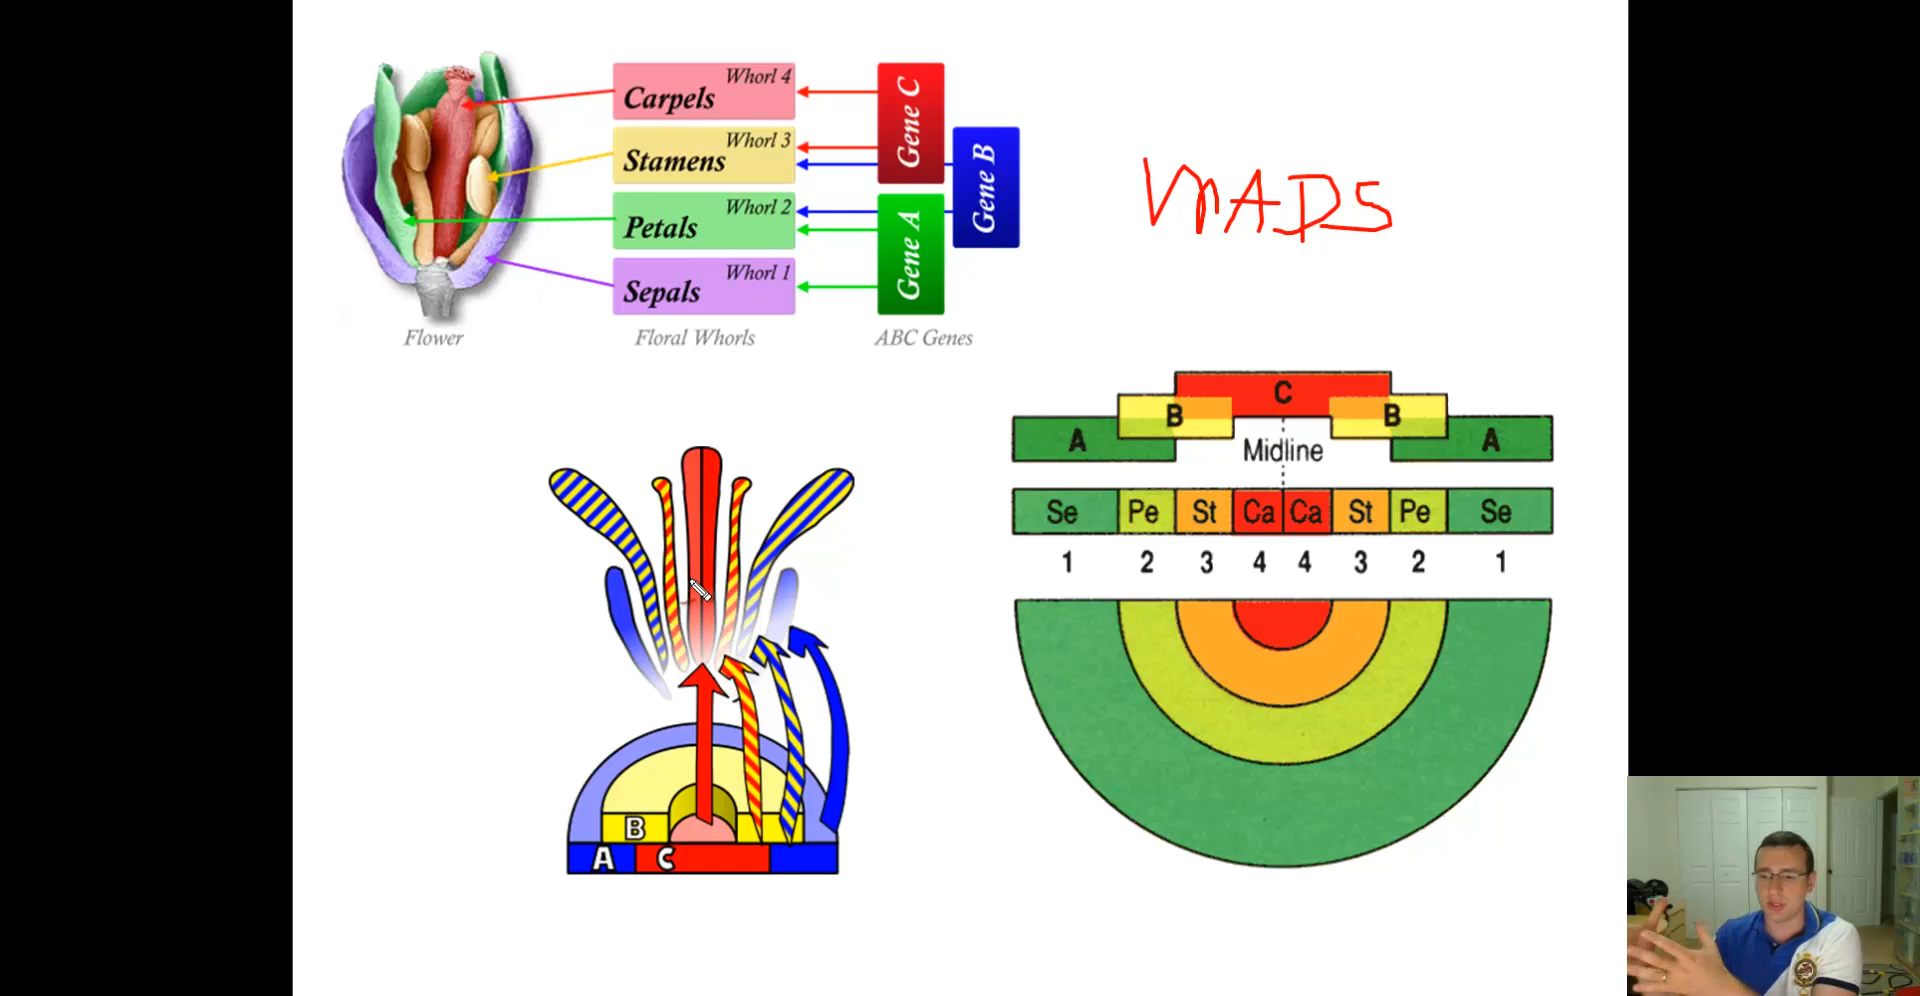 Whorl 4
Carpels
Whorl 3
Stamens
Whorl 2
Petals
Whorl 1
Sepals
Gene C
Gene B
Gene A
Flower
Floral Whorls
ABC Genes
MADS
C
B B
A A
Midline
Se Pe St Ca Ca St Pe Se
1 2 3 4 4 3 2 1
B
A C